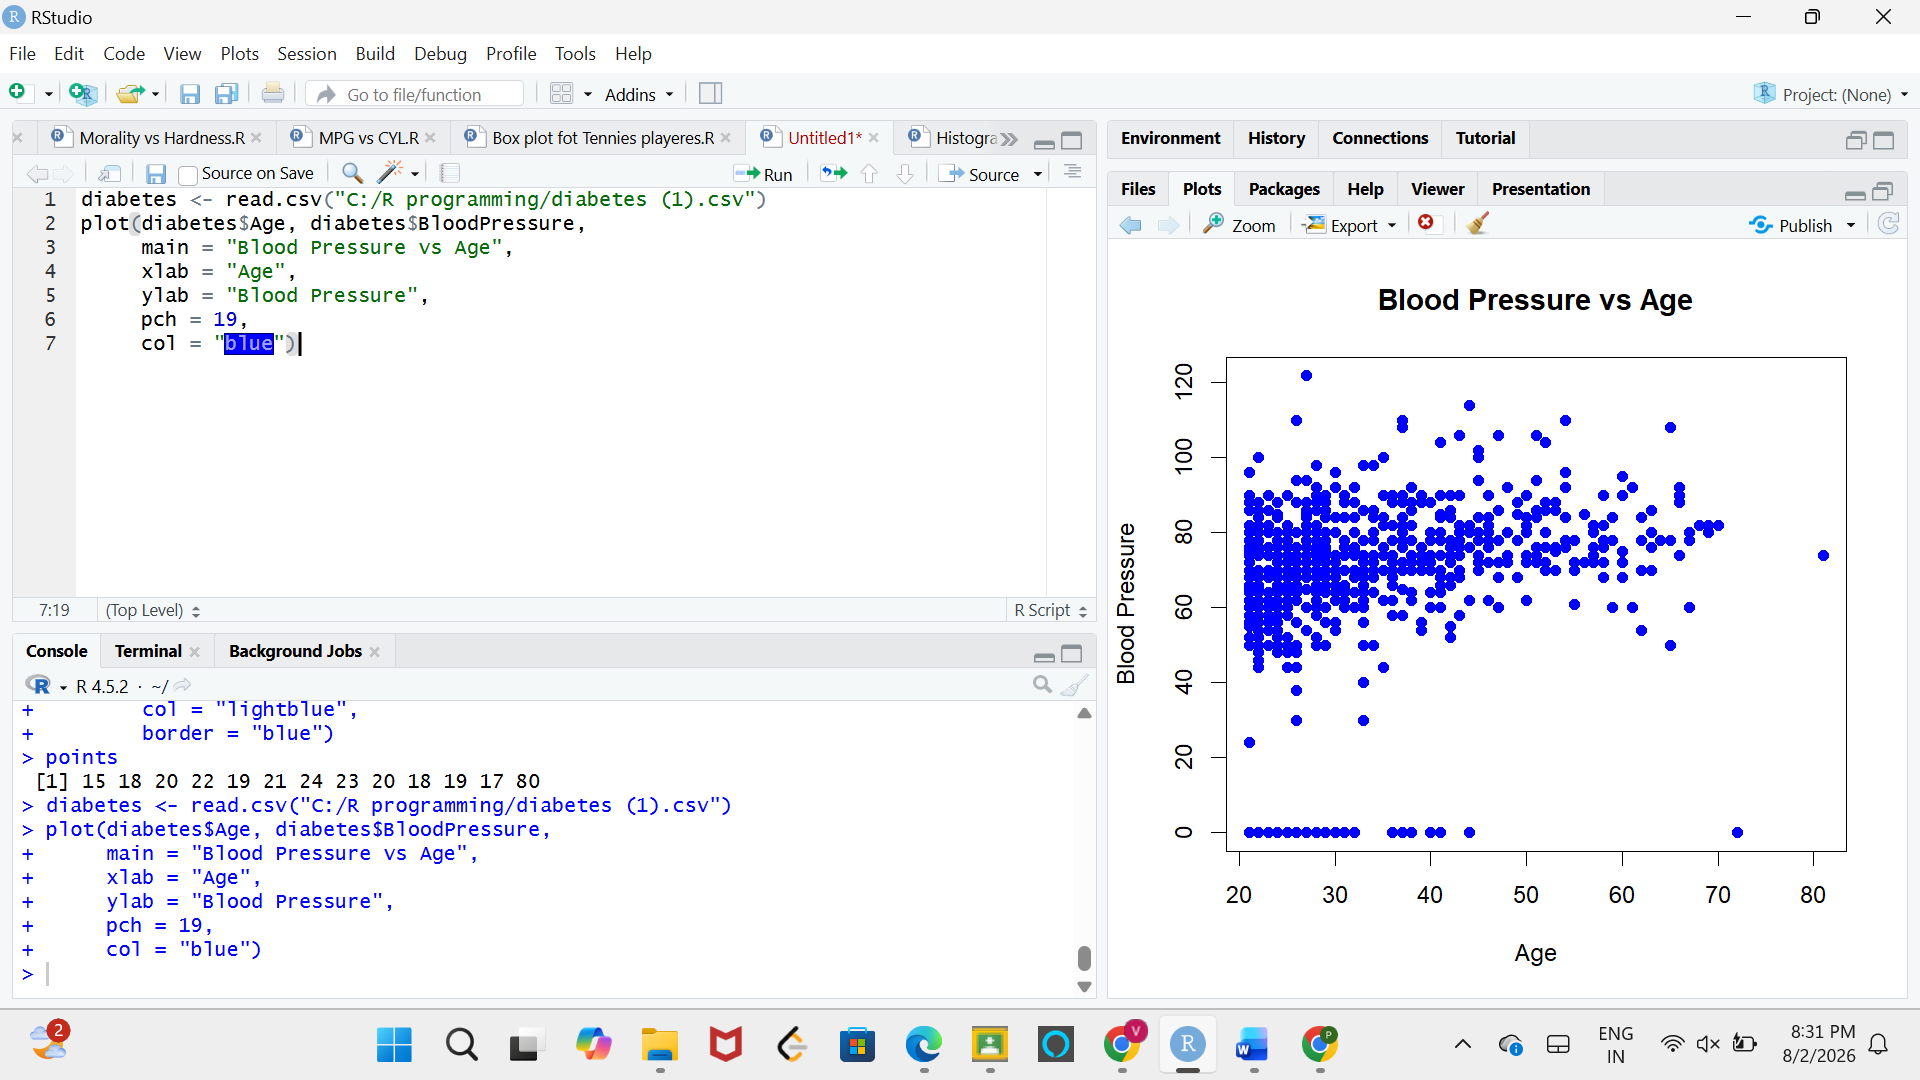 RStudio
File Edit Code View Plots Session Build Debug Profile Tools Help
Go to file/function Addins Project: (None)
Morality vs Hardness.R MPG vs CYL.R Box plot fot Tennies playeres.R Untitled1* Histogra
Source on Save Run Source
1 diabetes <- read.csv("C:/R programming/diabetes (1).csv")
2 plot(diabetes$Age, diabetes$BloodPressure,
3 main = "Blood Pressure vs Age",
4 xlab = "Age",
5 ylab = "Blood Pressure",
6 pch = 19,
7 col = "blue")
7:19 (Top Level) R Script
Console Terminal Background Jobs
R 4.5.2 · ~/
+ col = "lightblue",
+ border = "blue")
> points
[1] 15 18 20 22 19 21 24 23 20 18 19 17 80
> diabetes <- read.csv("C:/R programming/diabetes (1).csv")
> plot(diabetes$Age, diabetes$BloodPressure,
+ main = "Blood Pressure vs Age",
+ xlab = "Age",
+ ylab = "Blood Pressure",
+ pch = 19,
+ col = "blue")
>
Environment History Connections Tutorial
Files Plots Packages Help Viewer Presentation
Zoom Export Publish
Blood Pressure vs Age
Blood Pressure
120
100
80
60
40
20
0
20 30 40 50 60 70 80
Age
2
V
R
W
P
ENG
IN
8:31 PM
8/2/2026